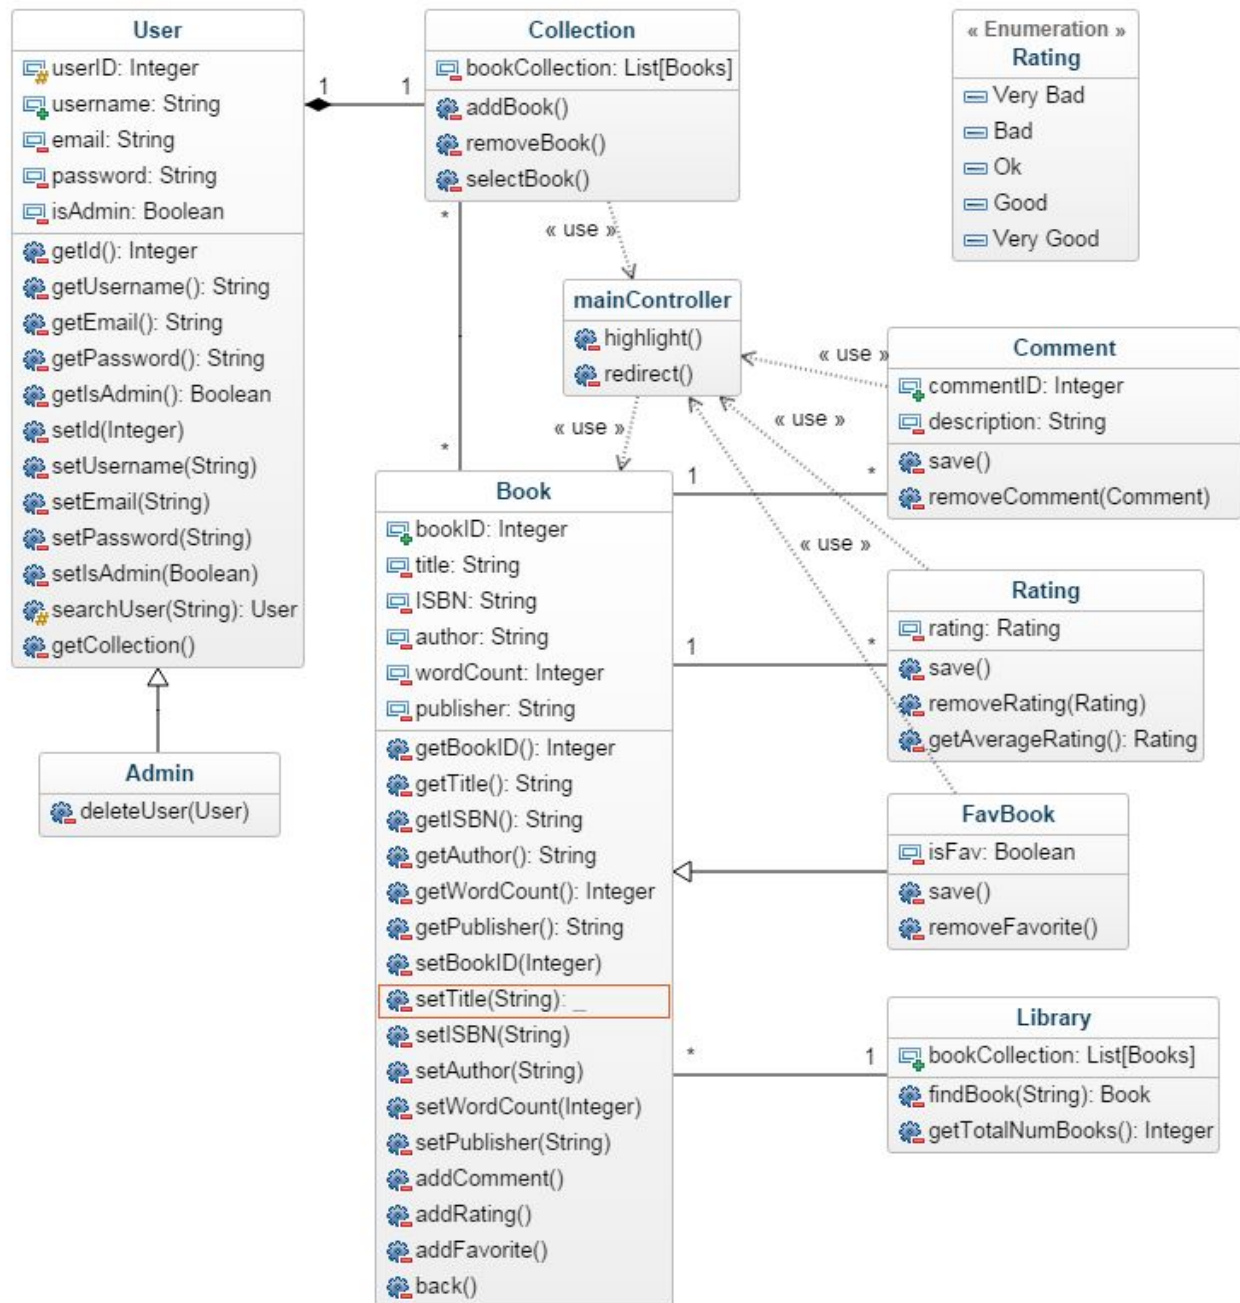 User
userID: Integer
username: String
email: String
password: String
isAdmin: Boolean
getId(): Integer
getUsername(): String
getEmail(): String
getPassword(): String
getIsAdmin(): Boolean
setId(Integer)
setUsername(String)
setEmail(String)
setPassword(String)
setIsAdmin(Boolean)
searchUser(String): User
getCollection()
1
1
Collection
bookCollection: List[Books]
addBook()
removeBook()
selectBook()
« Enumeration »
Rating
Very Bad
Bad
Ok
Good
Very Good
*
*
« use »
mainController
highlight()
redirect()
« use »
« use »
« use »
« use »
Comment
commentID: Integer
description: String
save()
removeComment(Comment)
1
*
Book
bookID: Integer
title: String
ISBN: String
author: String
wordCount: Integer
publisher: String
getBookID(): Integer
getTitle(): String
getISBN(): String
getAuthor(): String
getWordCount(): Integer
getPublisher(): String
setBookID(Integer)
setTitle(String): _
setISBN(String)
setAuthor(String)
setWordCount(Integer)
setPublisher(String)
addComment()
addRating()
addFavorite()
back()
1
*
Rating
rating: Rating
save()
removeRating(Rating)
getAverageRating(): Rating
Admin
deleteUser(User)
FavBook
isFav: Boolean
save()
removeFavorite()
*
1
Library
bookCollection: List[Books]
findBook(String): Book
getTotalNumBooks(): Integer